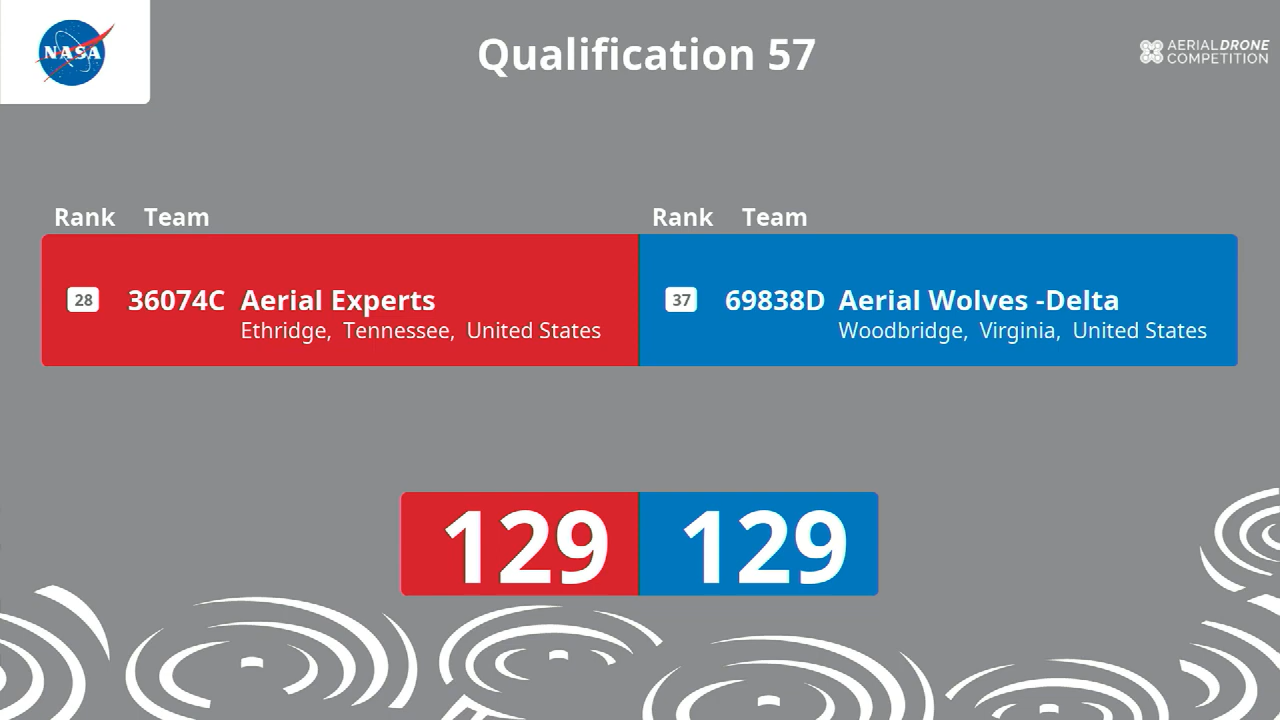 NASA
Qualification 57
AERIALDRONE
COMPETITION
Rank Team
28 36074C Aerial Experts
Ethridge, Tennessee, United States
Rank Team
37 69838D Aerial Wolves -Delta
Woodbridge, Virginia, United States
129 129